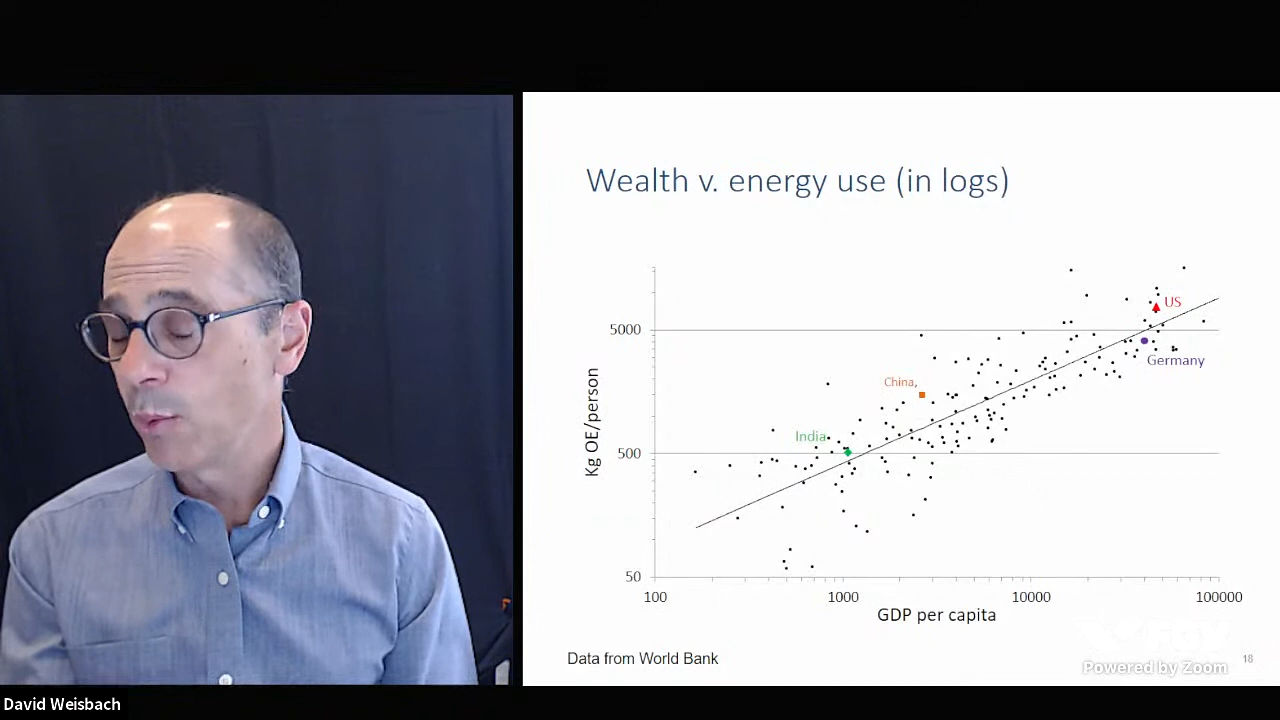 Wealth v. energy use (in logs)
US
5000
Germany
China,
Kg OE/person
India
500
50
100
1000
10000
100000
GDP per capita
Data from World Bank
18
Powered by Zoom
David Weisbach